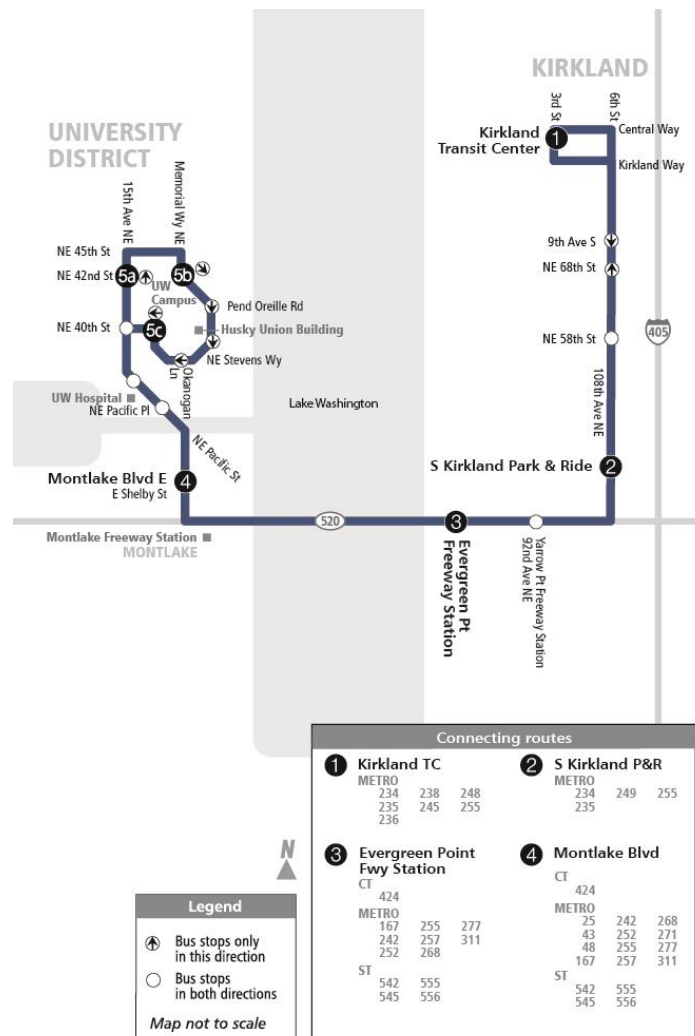 KIRKLAND
3rd St
6th St
Kirkland
Transit Center
1
Central Way
Kirkland Way
UNIVERSITY
DISTRICT
15th Ave NE
Memorial Wy NE
NE 45th St
NE 42nd St
5a
5b
UW
Campus
NE 40th St
5c
Pend Oreille Rd
Husky Union Building
NE Stevens Wy
Okanogan
Ln
UW Hospital
NE Pacific Pl
NE Pacific St
Lake Washington
9th Ave S
NE 68th St
NE 58th St
405
108th Ave NE
S Kirkland Park & Ride
2
Montlake Blvd E
E Shelby St
4
520
3
Montlake Freeway Station
MONTLAKE
Evergreen Pt
Freeway Station
Yarrow Pt Freeway Station
92nd Ave NE
Connecting routes
1 Kirkland TC
METRO
234 238 248
235 245 255
236
2 S Kirkland P&R
METRO
234 249 255
235
3 Evergreen Point
Fwy Station
CT
424
METRO
167 255 277
242 257 311
252 268
ST
542 555
545 556
4 Montlake Blvd
CT
424
METRO
25 242 268
43 252 271
48 255 277
167 257 311
ST
542 555
545 556
N
Legend
Bus stops only
in this direction
Bus stops
in both directions
Map not to scale